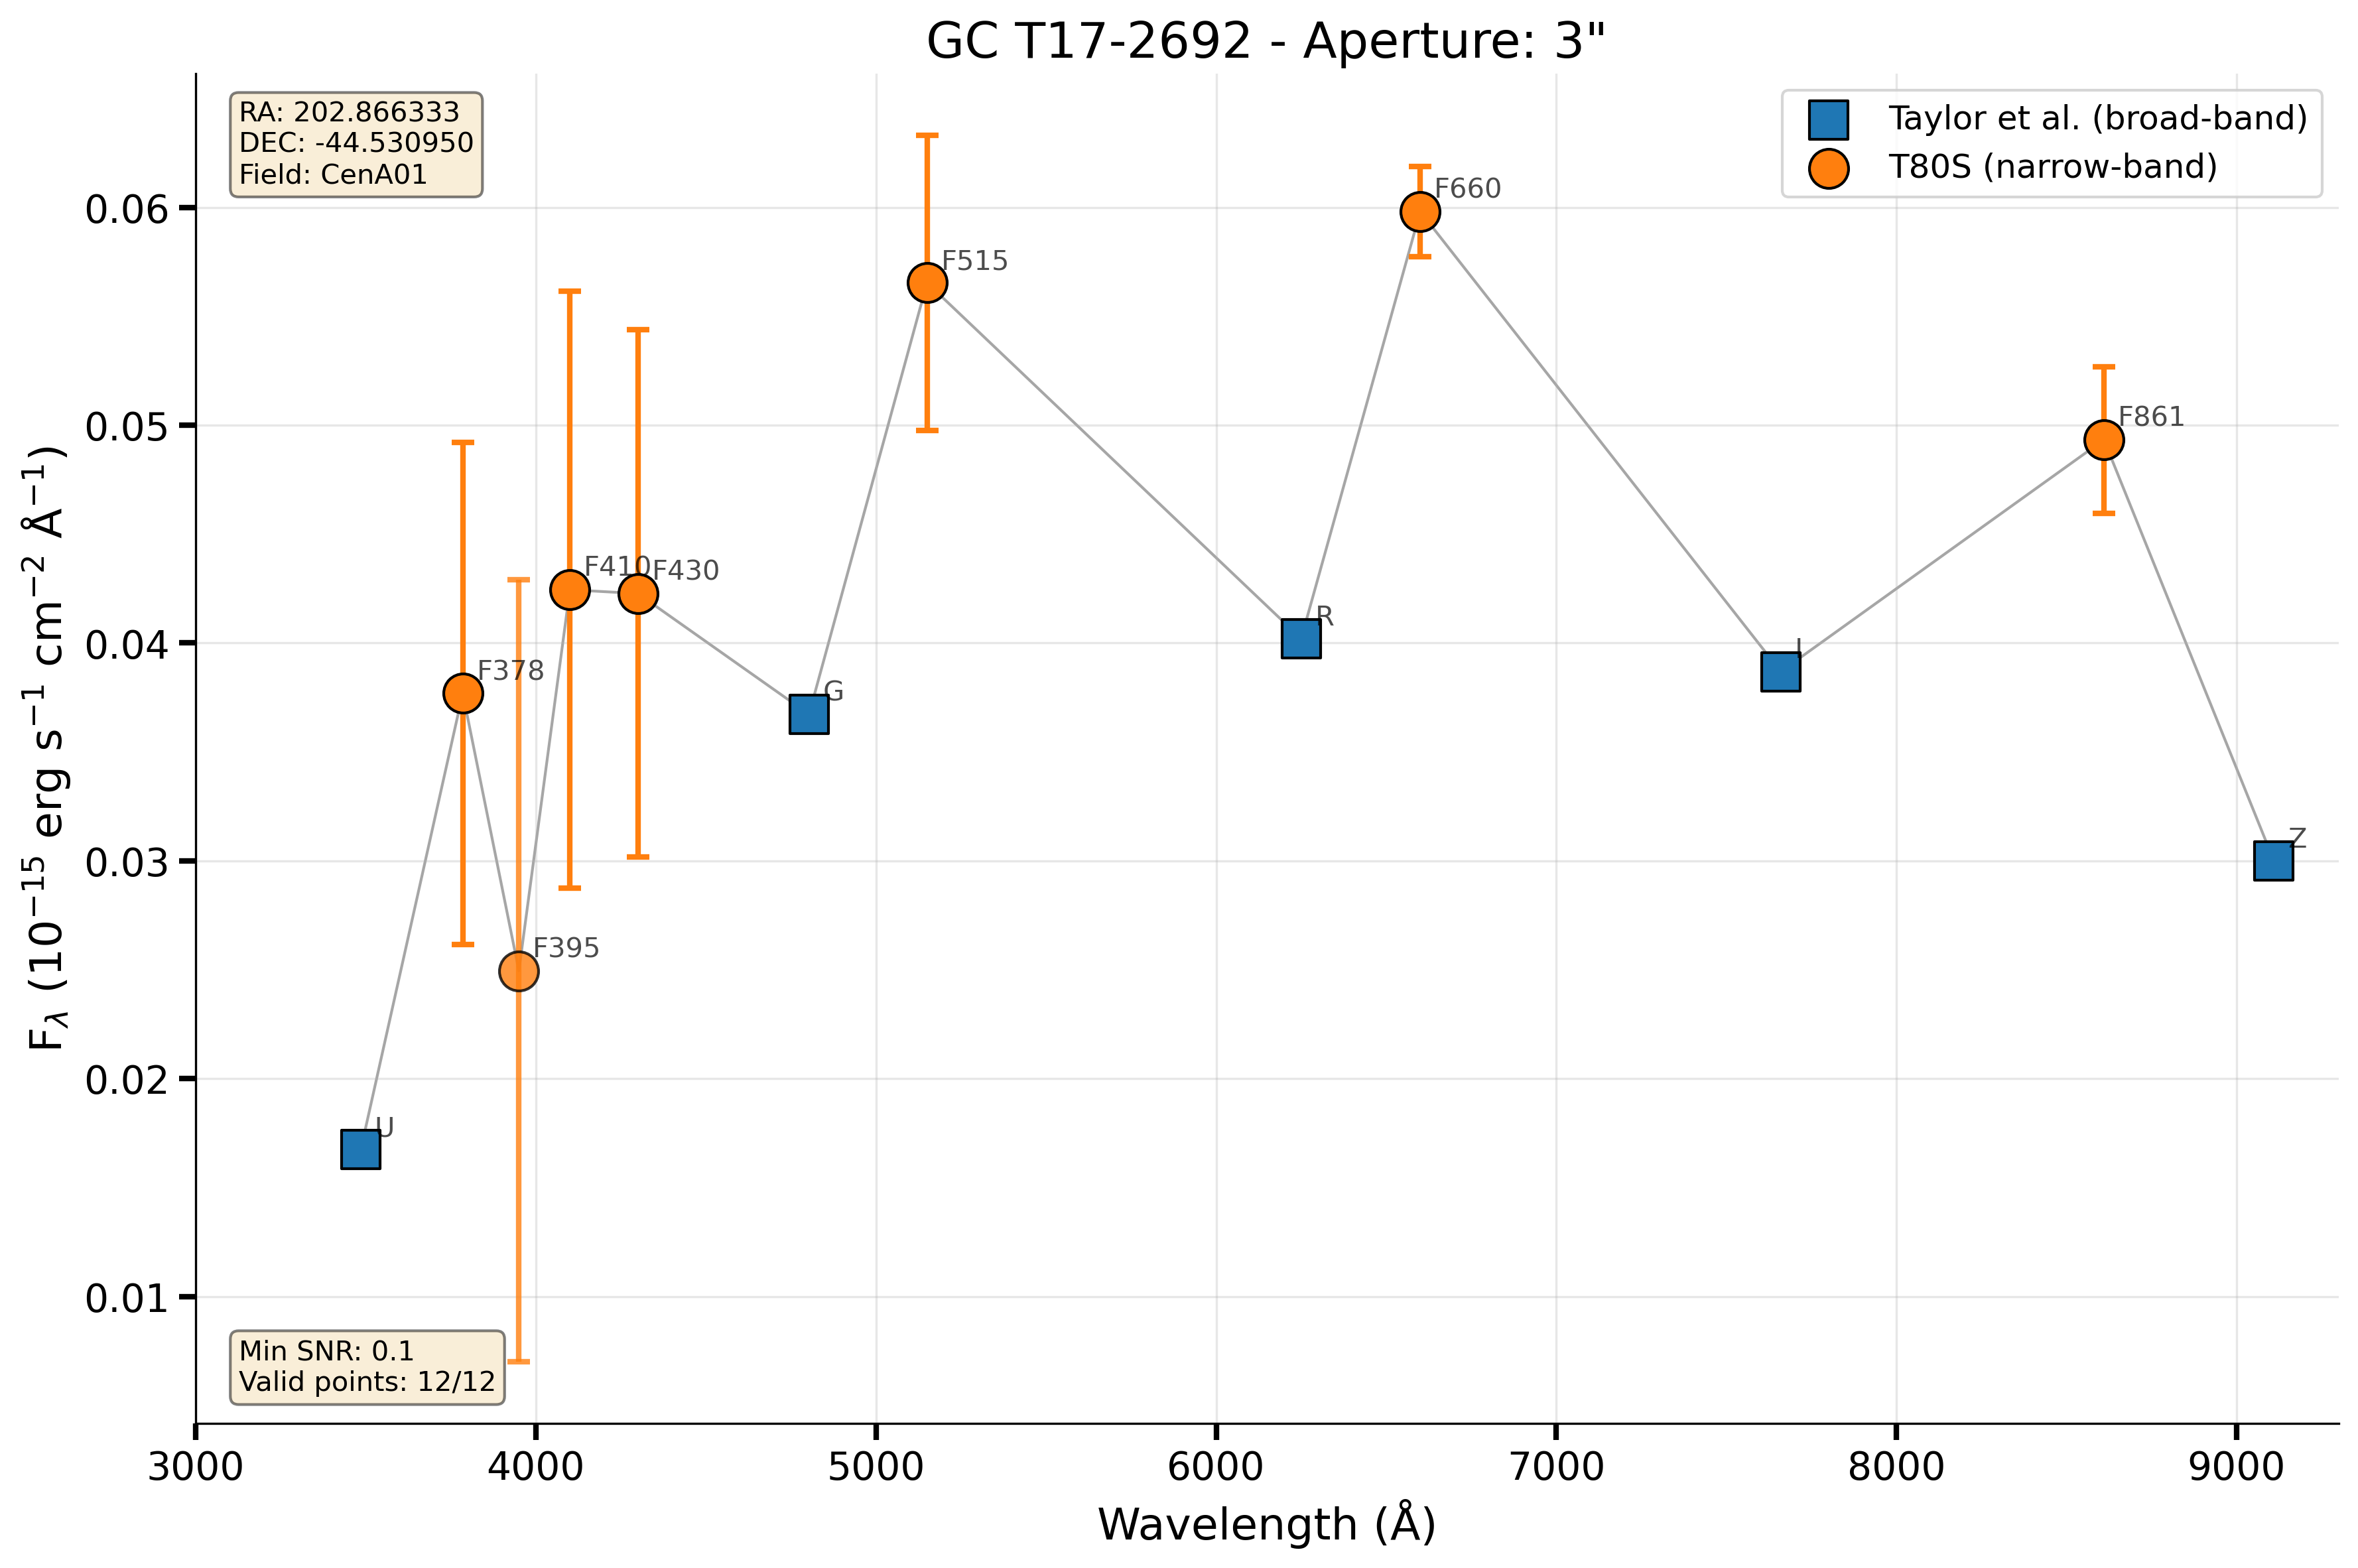 GC T17-2692 - Aperture: 3"
RA: 202.866333
DEC: -44.530950
Field: CenA01
Taylor et al. (broad-band)
T80S (narrow-band)
F660
F515
F861
F410
F430
F378
R
I
G
Z
F395
U
Min SNR: 0.1
Valid points: 12/12
0.06
0.05
0.04
0.03
0.02
0.01
F_λ (10⁻¹⁵ erg s⁻¹ cm⁻² Å⁻¹)
3000 4000 5000 6000 7000 8000 9000
Wavelength (Å)